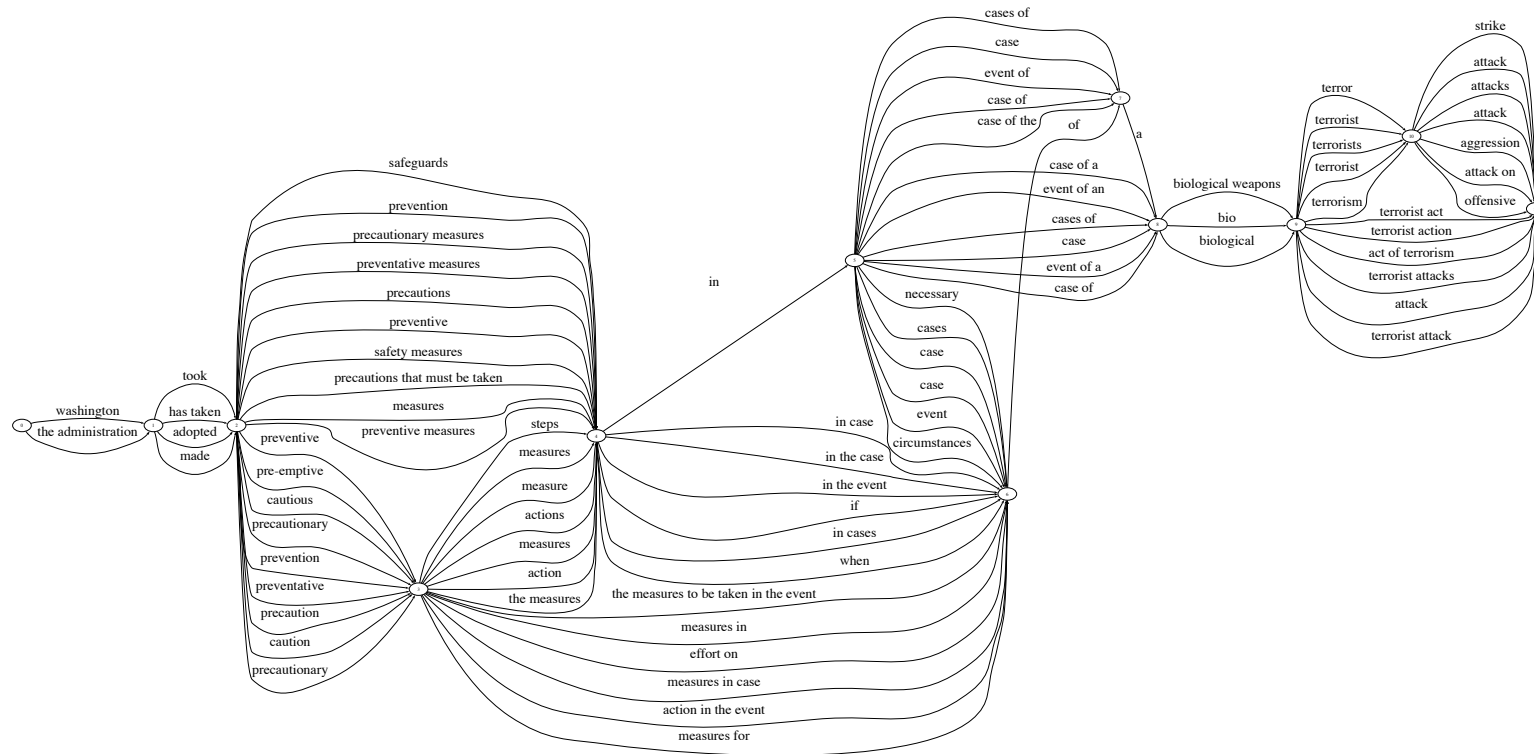 washington
the administration
took
has taken
adopted
made
safeguards
prevention
precautionary measures
preventative measures
precautions
preventive
safety measures
precautions that must be taken
measures
preventive measures
preventive
pre-emptive
cautious
precautionary
prevention
preventative
precaution
caution
precautionary
steps
measures
measure
actions
measures
action
the measures
in
in case
in the case
in the event
if
in cases
when
the measures to be taken in the event
measures in
effort on
measures in case
action in the event
measures for
cases of
case
event of
case of
case of the
of
a
case of a
event of an
cases of
case
event of a
case of
necessary
cases
case
case
event
circumstances
biological weapons
bio
biological
terror
terrorist
terrorists
terrorist
terrorism
strike
attack
attacks
attack
aggression
attack on
offensive
terrorist act
terrorist action
act of terrorism
terrorist attacks
attack
terrorist attack